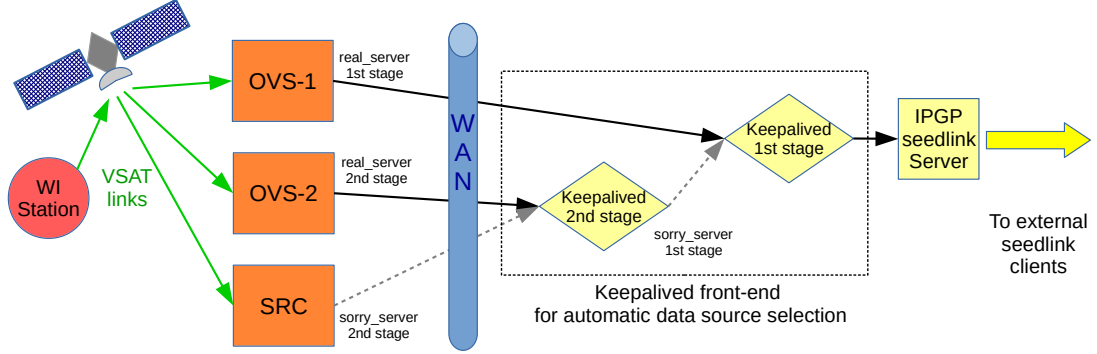 WI
Station
VSAT
links
OVS-1
OVS-2
SRC
real_server
1st stage
real_server
2nd stage
sorry_server
2nd stage
W
A
N
Keepalived
2nd stage
sorry_server
1st stage
Keepalived
1st stage
Keepalived front-end
for automatic data source selection
IPGP
seedlink
Server
To external
seedlink
clients